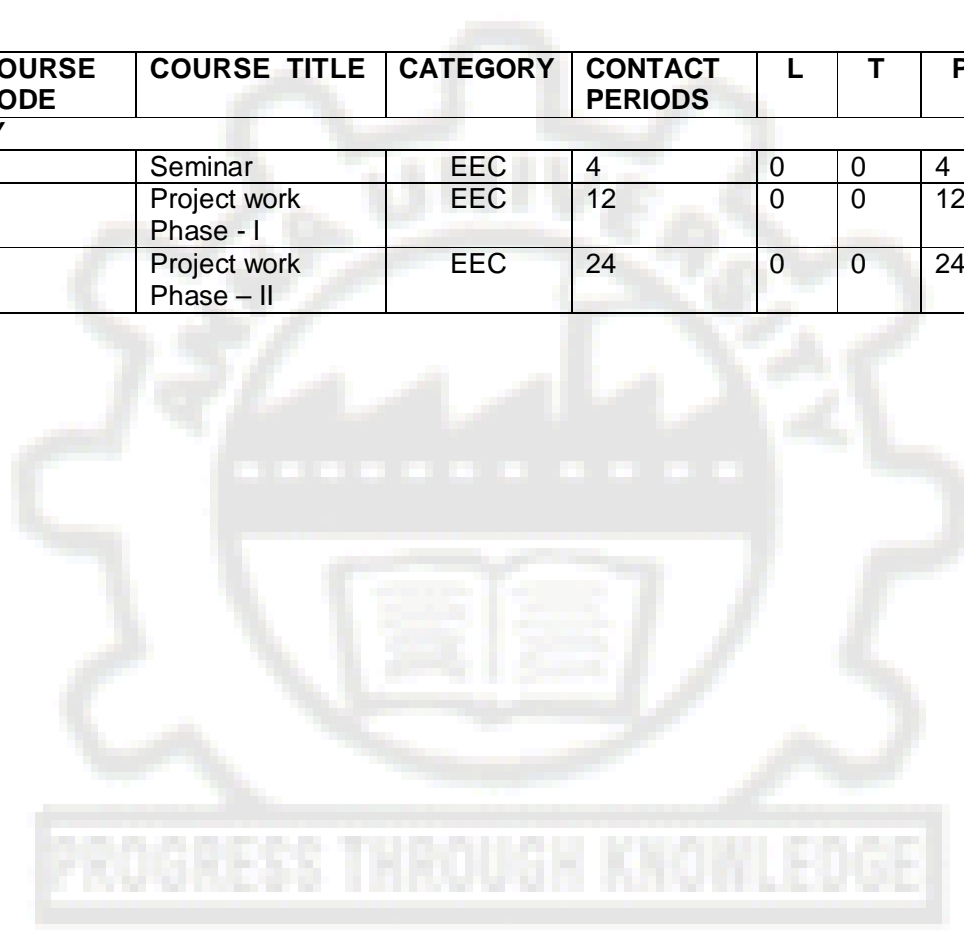 OURSE COURSE TITLE CATEGORY CONTACT L T P
ODE PERIODS
Y
Seminar EEC 4 0 0 4
Project work EEC 12 0 0 12
Phase - I
Project work EEC 24 0 0 24
Phase – II
UNIVERSITY
PROGRESS THROUGH KNOWLEDGE